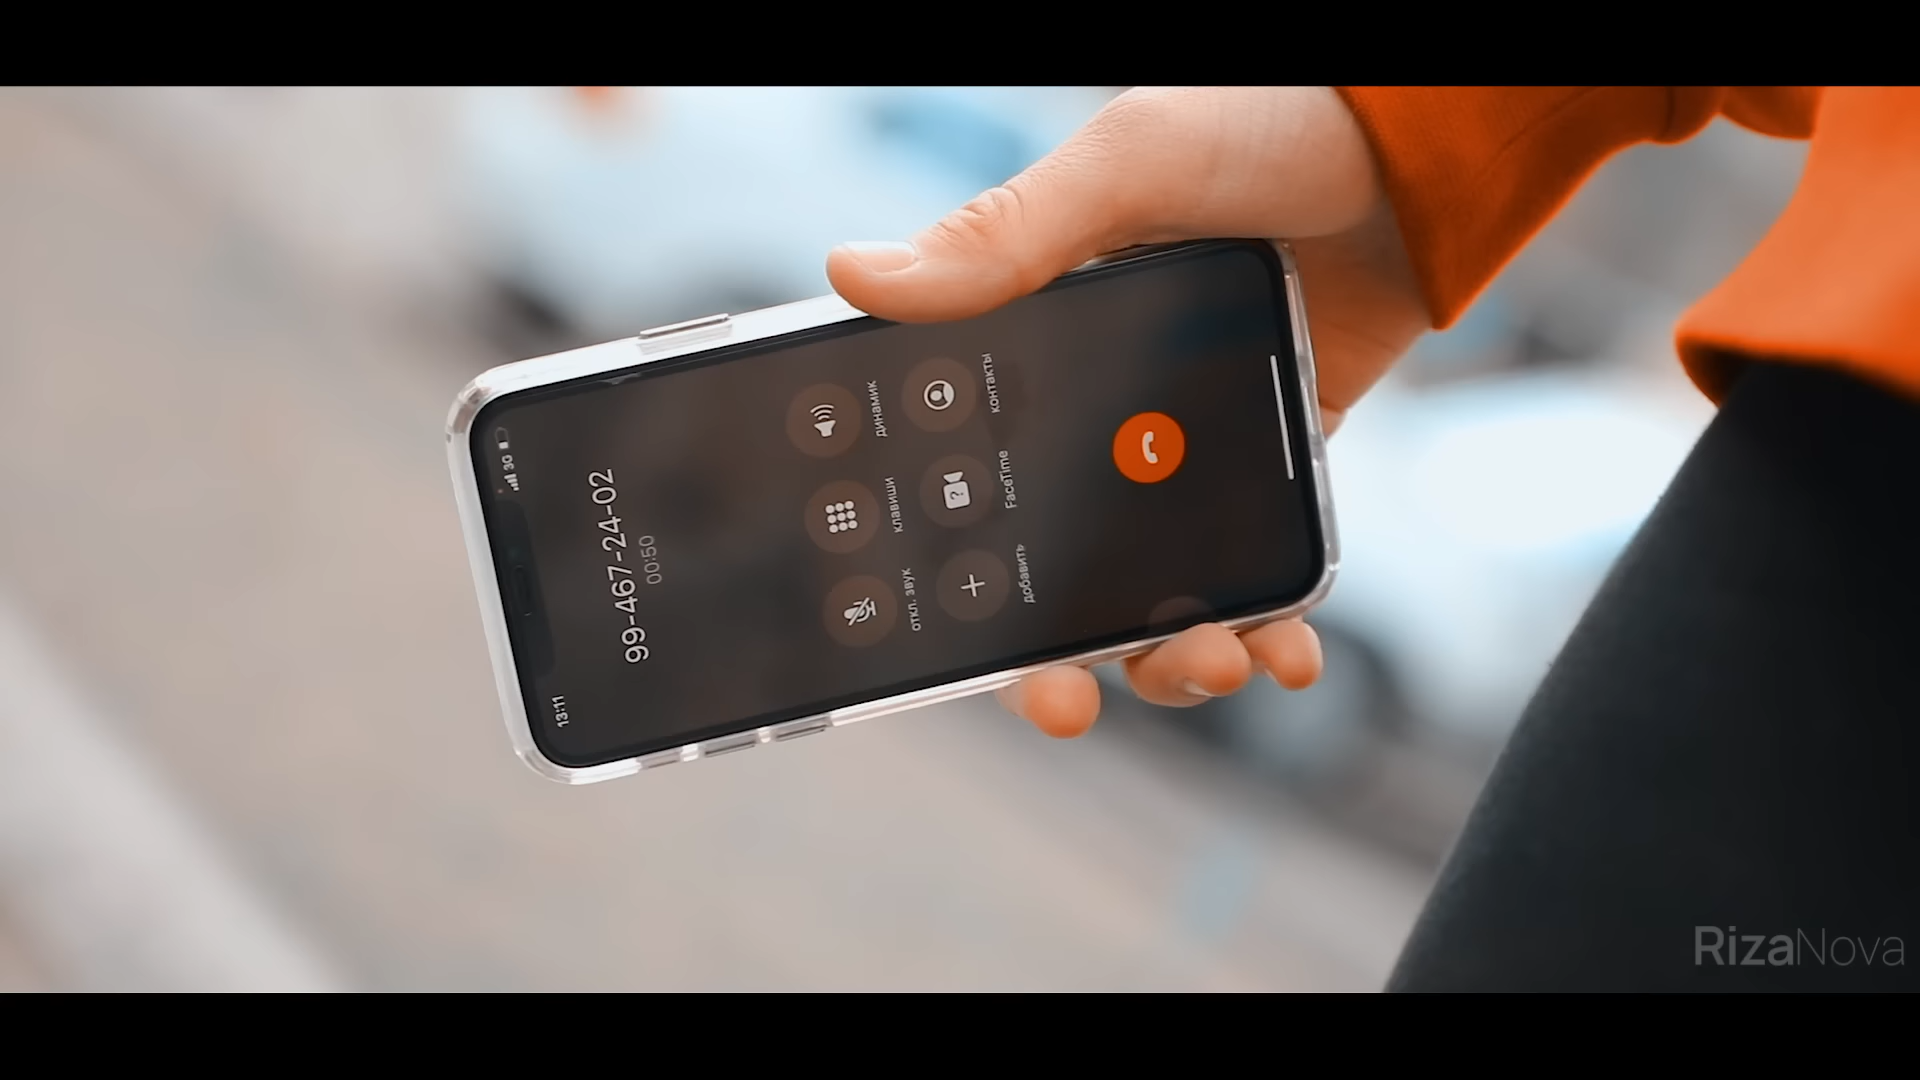 13:11
3G
99-467-24-02
00:50
откл. звук
клавиши
динамик
добавить
FaceTime
контакты
RizaNova